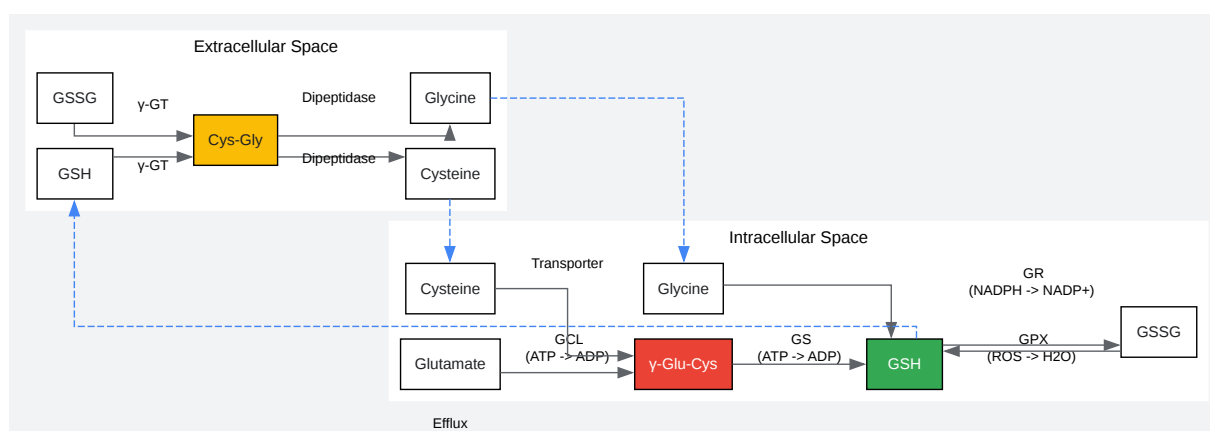 Extracellular Space
GSSG
γ-GT
Dipeptidase
Glycine
Cys-Gly
GSH
γ-GT
Dipeptidase
Cysteine
Intracellular Space
Cysteine
Transporter
Glycine
GR
(NADPH -> NADP+)
GSSG
Glutamate
GCL
(ATP -> ADP)
γ-Glu-Cys
GS
(ATP -> ADP)
GSH
GPX
(ROS -> H2O)
Efflux